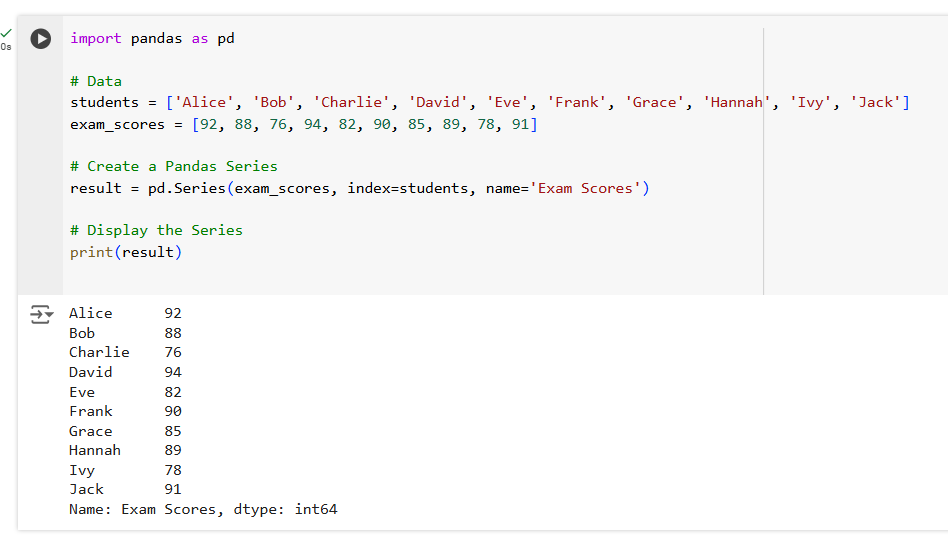 0s
import pandas as pd
# Data
students = ['Alice', 'Bob', 'Charlie', 'David', 'Eve', 'Frank', 'Grace', 'Hannah', 'Ivy', 'Jack']
exam_scores = [92, 88, 76, 94, 82, 90, 85, 89, 78, 91]
# Create a Pandas Series
result = pd.Series(exam_scores, index=students, name='Exam Scores')
# Display the Series
print(result)
Alice      92
Bob        88
Charlie    76
David      94
Eve        82
Frank      90
Grace      85
Hannah     89
Ivy        78
Jack       91
Name: Exam Scores, dtype: int64